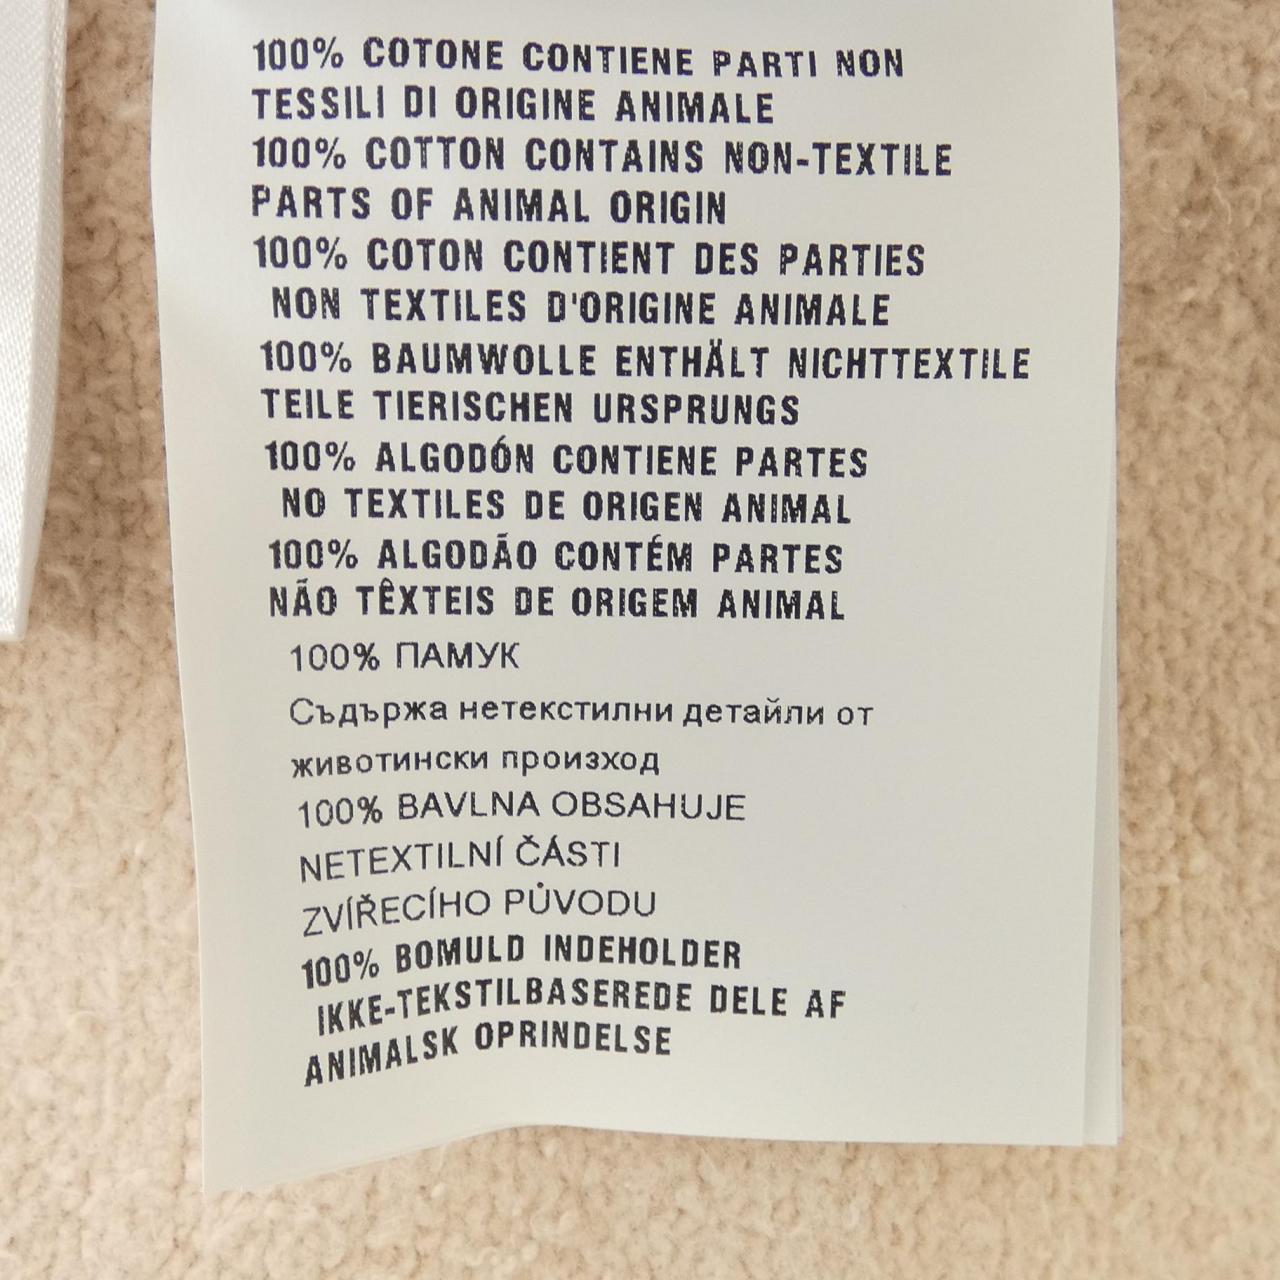 100% COTONE CONTIENE PARTI NON
TESSILI DI ORIGINE ANIMALE
100% COTTON CONTAINS NON-TEXTILE
PARTS OF ANIMAL ORIGIN
100% COTON CONTIENT DES PARTIES
NON TEXTILES D'ORIGINE ANIMALE
100% BAUMWOLLE ENTHÄLT NICHTTEXTILE
TEILE TIERISCHEN URSPRUNGS
100% ALGODÓN CONTIENE PARTES
NO TEXTILES DE ORIGEN ANIMAL
100% ALGODÃO CONTÉM PARTES
NÃO TÊXTEIS DE ORIGEM ANIMAL
100% ПАМУК
Съдържа нетекстилни детайли от
животински произход
100% BAVLNA OBSAHUJE
NETEXTILNÍ ČÁSTI
ZVÍŘECÍHO PŮVODU
100% BOMULD INDEHOLDER
IKKE-TEKSTILBASEREDE DELE AF
ANIMALSK OPRINDELSE